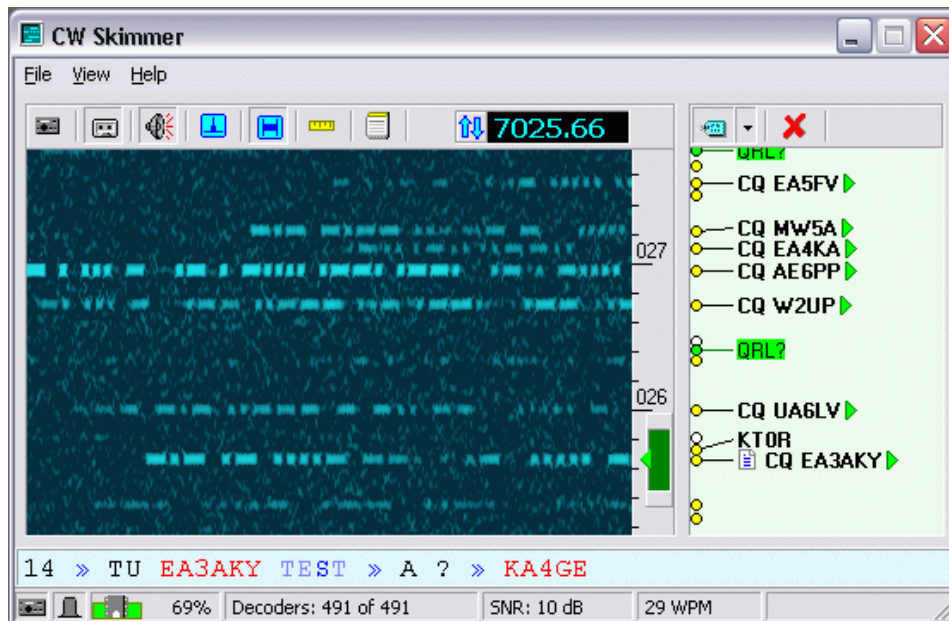 CW Skimmer
File View Help
7025.66
QRL?
CQ EA5FV
CQ MW5A
CQ EA4KA
027
CQ AE6PP
CQ W2UP
QRL?
026
CQ UA6LV
KT0R
CQ EA3AKY
14 » TU EA3AKY TEST » A ? » KA4GE
69% Decoders: 491 of 491 SNR: 10 dB 29 WPM